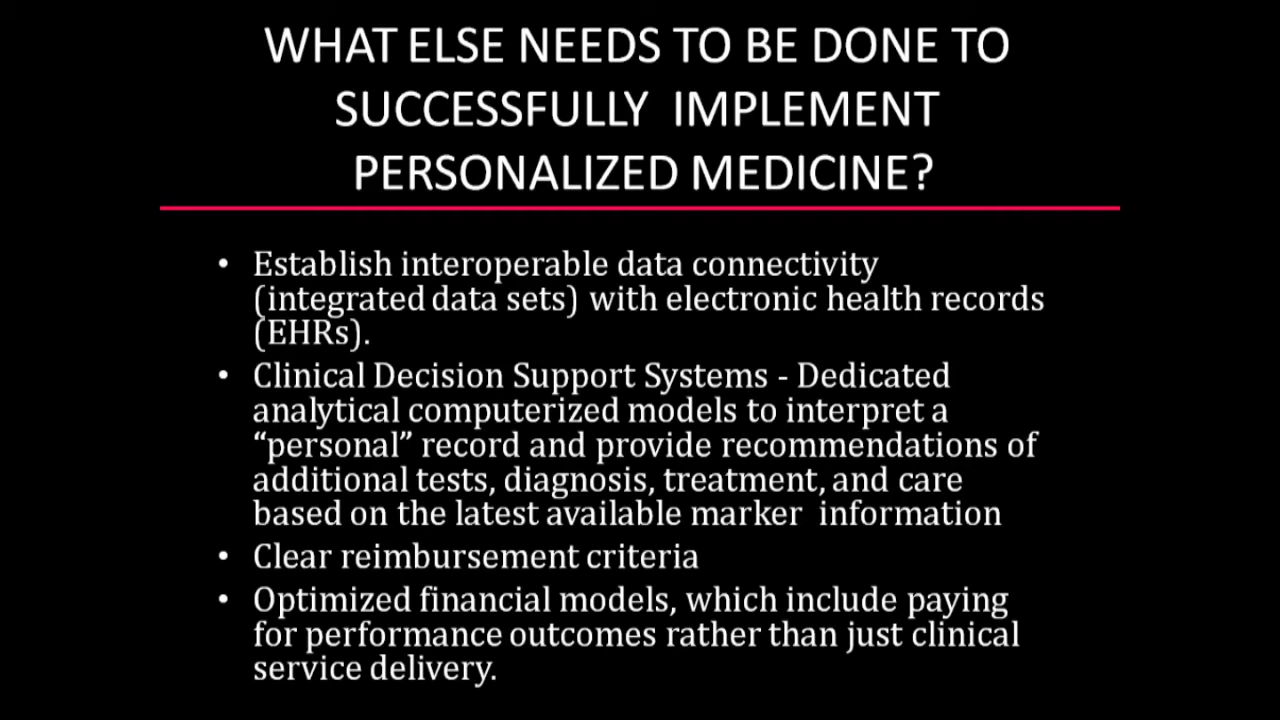 WHAT ELSE NEEDS TO BE DONE TO
SUCCESSFULLY IMPLEMENT
PERSONALIZED MEDICINE?
• Establish interoperable data connectivity
(integrated data sets) with electronic health records
(EHRs).
• Clinical Decision Support Systems - Dedicated
analytical computerized models to interpret a
“personal” record and provide recommendations of
additional tests, diagnosis, treatment, and care
based on the latest available marker information
• Clear reimbursement criteria
• Optimized financial models, which include paying
for performance outcomes rather than just clinical
service delivery.